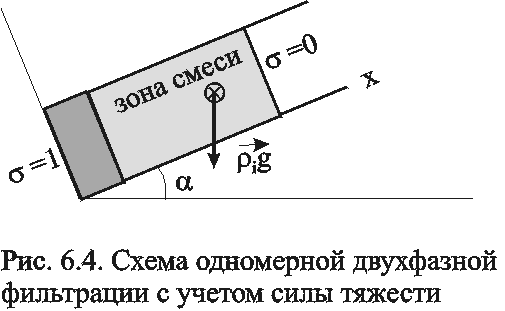 зона смеси
σ=0
x
σ=1
α
ρᵢg
Рис. 6.4. Схема одномерной двухфазной
фильтрации с учетом силы тяжести